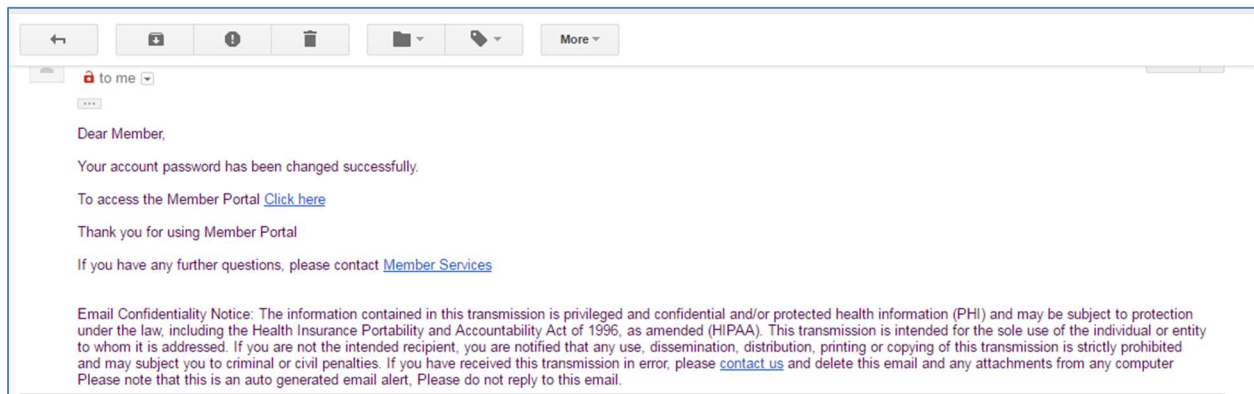 More
to me
...
Dear Member,
Your account password has been changed successfully.
To access the Member Portal Click here
Thank you for using Member Portal
If you have any further questions, please contact Member Services
Email Confidentiality Notice: The information contained in this transmission is privileged and confidential and/or protected health information (PHI) and may be subject to protection
under the law, including the Health Insurance Portability and Accountability Act of 1996, as amended (HIPAA). This transmission is intended for the sole use of the individual or entity
to whom it is addressed. If you are not the intended recipient, you are notified that any use, dissemination, distribution, printing or copying of this transmission is strictly prohibited
and may subject you to criminal or civil penalties. If you have received this transmission in error, please contact us and delete this email and any attachments from any computer
Please note that this is an auto generated email alert, Please do not reply to this email.